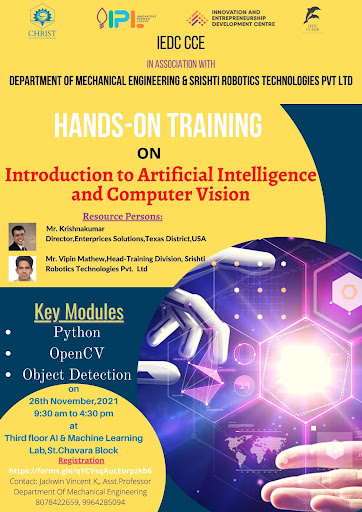 CHRIST
IPL
INNOVATION AND
ENTREPRENEURSHIP
DEVELOPMENT CENTRE
IEDC
CCEIJK
IEDC CCE
IN ASSOCIATION WITH
DEPARTMENT OF MECHANICAL ENGINEERING & SRISHTI ROBOTICS TECHNOLOGIES PVT LTD
HANDS-ON TRAINING
ON
Introduction to Artificial Intelligence
and Computer Vision
Resource Persons:
Mr. Krishnakumar
Director,Enterprices Solutions,Texas District,USA
Mr. Vipin Mathew,Head-Training Division, Srishti
Robotics Technologies Pvt. Ltd
Key Modules
Python
OpenCV
Object Detection
on
26th November,2021
9:30 am to 4:30 pm
at
Third floor AI & Machine Learning
Lab,St.Chavara Block
Registration
Contact: Jackwin Vincent K,, Asst.Professor
Department Of Mechanical Engineering
8078422659, 9964285094